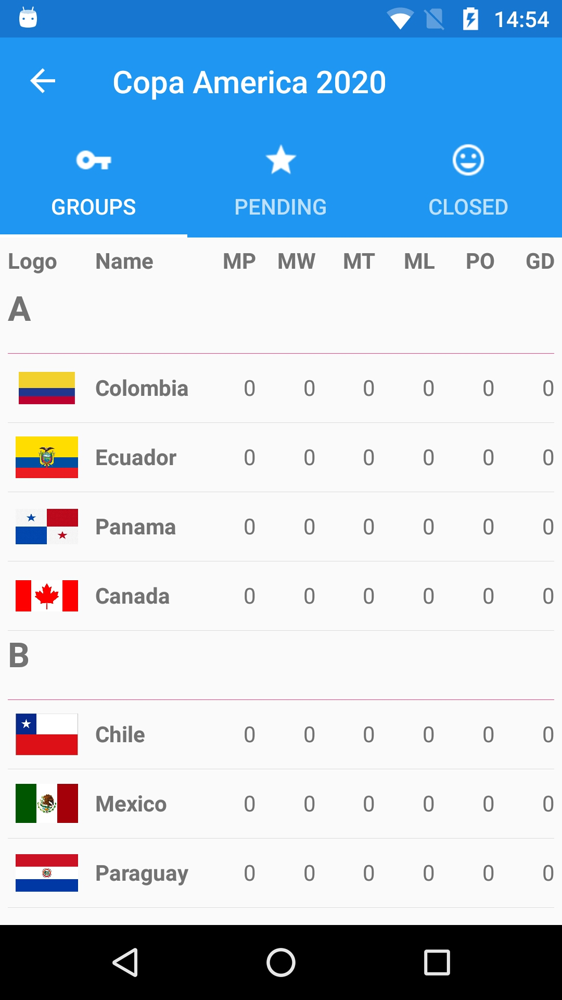 14:54
Copa America 2020
GROUPS PENDING CLOSED
Logo Name MP MW MT ML PO GD
A
Colombia 0 0 0 0 0 0
Ecuador 0 0 0 0 0 0
Panama 0 0 0 0 0 0
Canada 0 0 0 0 0 0
B
Chile 0 0 0 0 0 0
Mexico 0 0 0 0 0 0
Paraguay 0 0 0 0 0 0